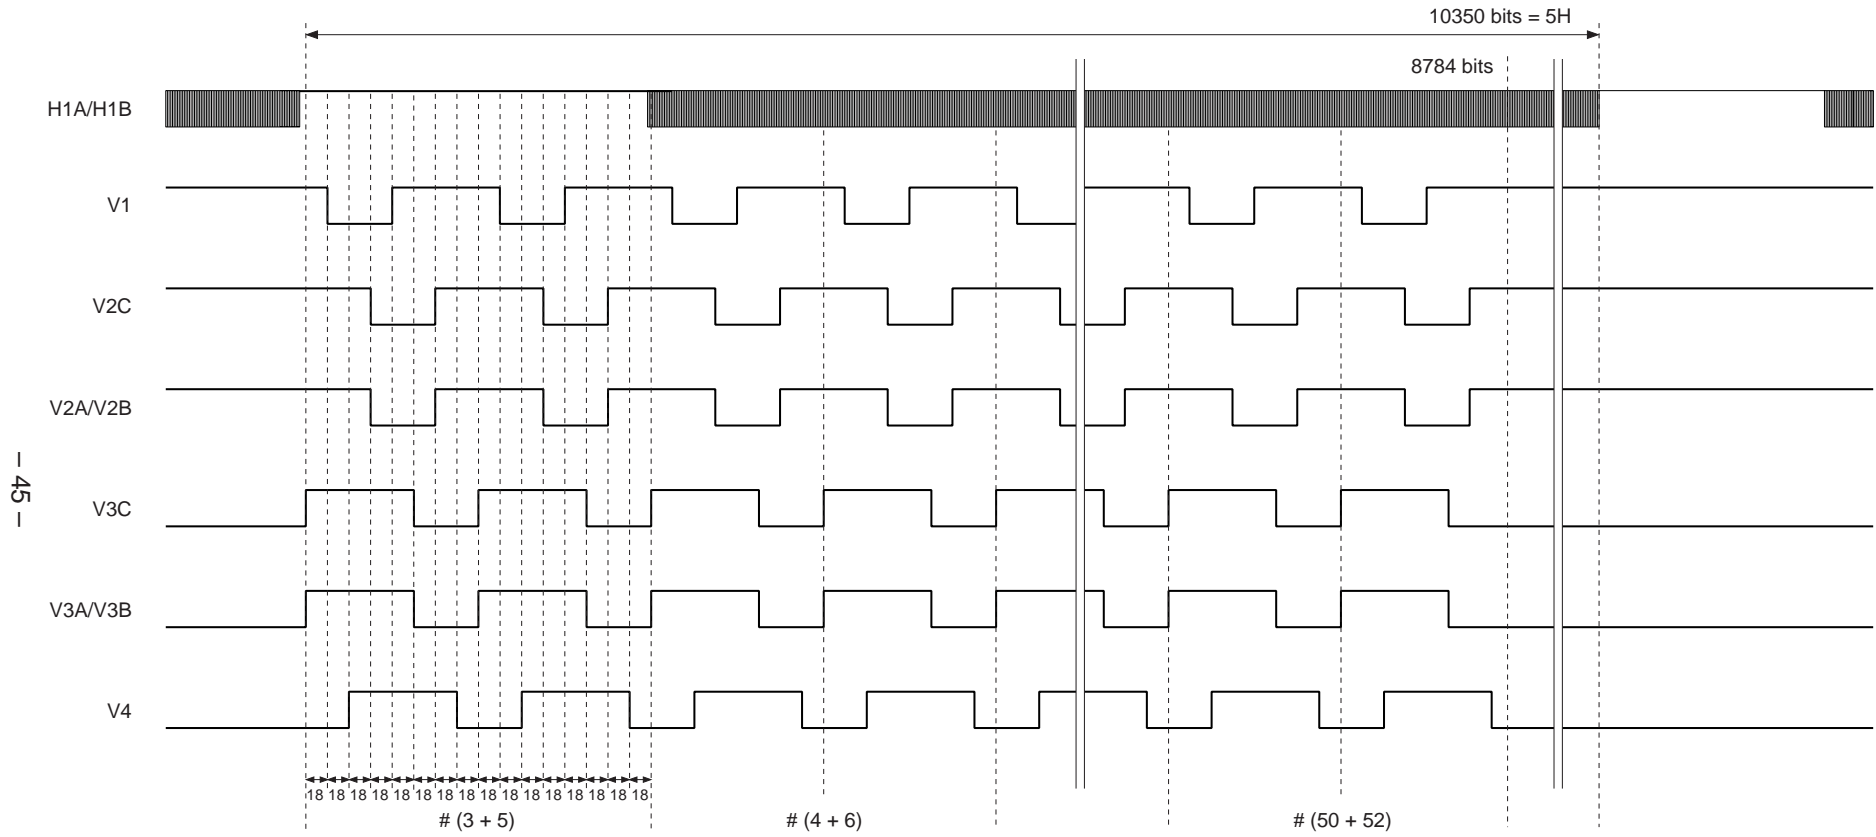 10350 bits = 5H
8784 bits
H1A/H1B
V1
V2C
V2A/V2B
V3C
V3A/V3B
V4
18 18 18 18 18 18 18 18 18 18 18 18 18 18 18 18
# (3 + 5)
# (4 + 6)
# (50 + 52)
– 45 –